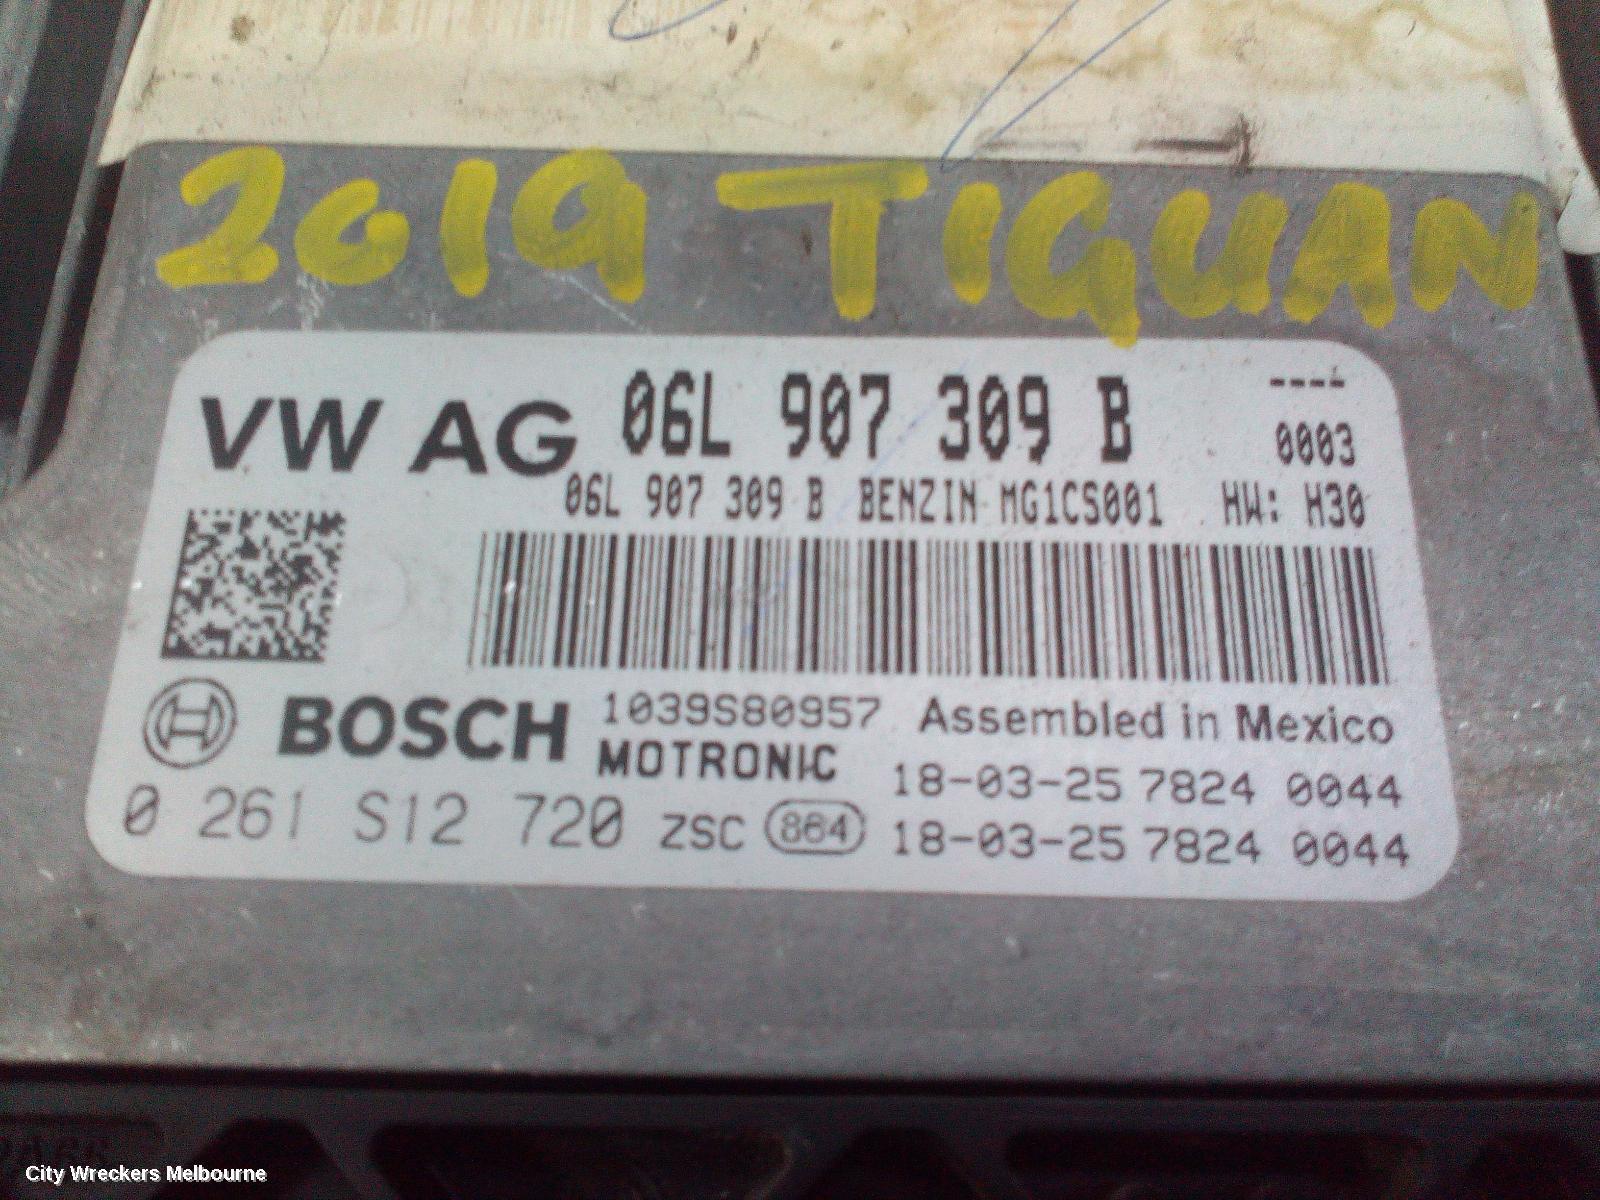 2019 TIGUAN
VW AG 06L 907 309 B ----
0003
06L 907 309 B BENZIN MG1CS001 HW: H30
BOSCH 1039S80957 Assembled in Mexico
MOTRONIC 18-03-25 7824 0044
0 261 S12 720 ZSC 864 18-03-25 7824 0044
City Wreckers Melbourne